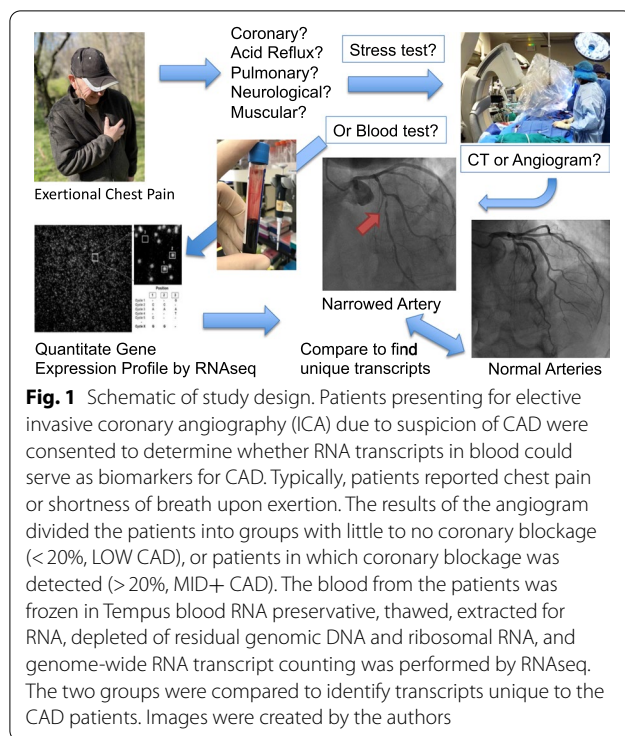 Coronary?
Acid Reflux?
Pulmonary?
Neurological?
Muscular?
Stress test?
Or Blood test?
CT or Angiogram?
Exertional Chest Pain
Narrowed Artery
Quantitate Gene
Expression Profile by RNAseq
Compare to find
unique transcripts
Normal Arteries
Fig. 1 Schematic of study design. Patients presenting for elective
invasive coronary angiography (ICA) due to suspicion of CAD were
consented to determine whether RNA transcripts in blood could
serve as biomarkers for CAD. Typically, patients reported chest pain
or shortness of breath upon exertion. The results of the angiogram
divided the patients into groups with little to no coronary blockage
(< 20%, LOW CAD), or patients in which coronary blockage was
detected (> 20%, MID+ CAD). The blood from the patients was
frozen in Tempus blood RNA preservative, thawed, extracted for
RNA, depleted of residual genomic DNA and ribosomal RNA, and
genome-wide RNA transcript counting was performed by RNAseq.
The two groups were compared to identify transcripts unique to the
CAD patients. Images were created by the authors